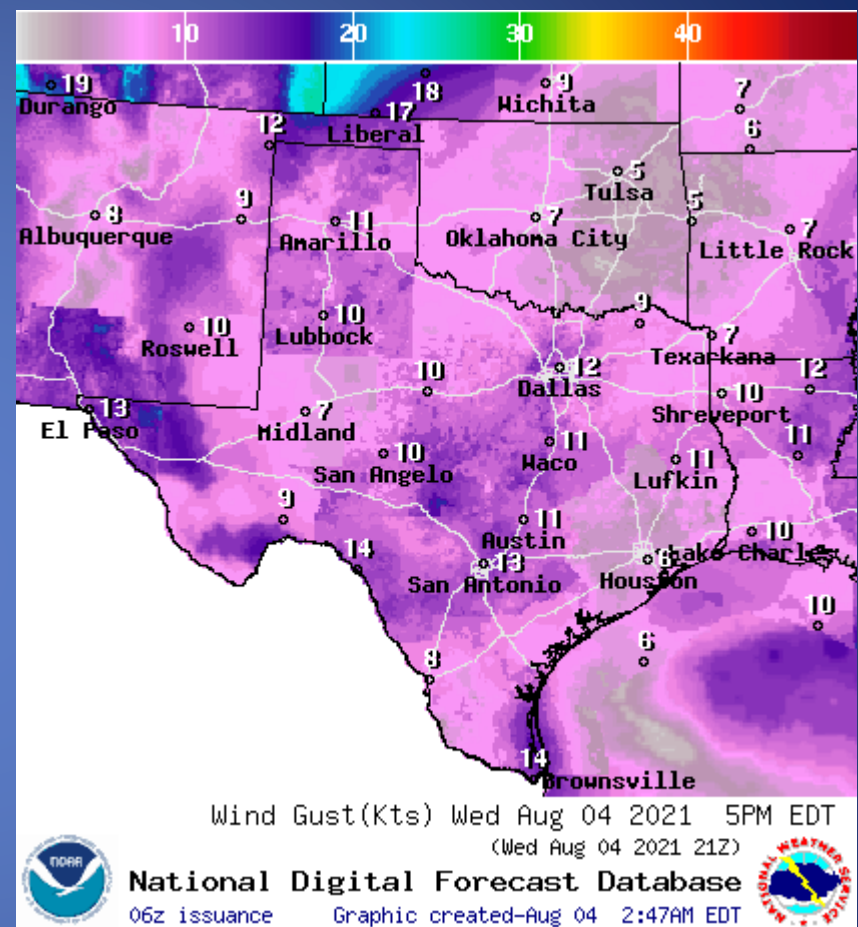 10 20 30 40
19 18 9 7
Durango Wichita
17
Liberal
12 6
5
Tulsa
8 9 11 7 5 7
Albuquerque Amarillo Oklahoma City Little Rock
10 10 9
Roswell Lubbock
7
Texarkana
12
Dallas
10 10 12
Shreveport
13 7
El Paso Midland
10 11 11 11
San Angelo Waco Lufkin
9 11 10
Austin
14 13 6 Lake Charles
San Antonio Houston
10
8 6
14
Brownsville
Wind Gust(Kts) Wed Aug 04 2021 5PM EDT
(Wed Aug 04 2021 21Z)
NOAA
National Digital Forecast Database
NATIONAL WEATHER SERVICE
06z issuance Graphic created-Aug 04 2:47AM EDT